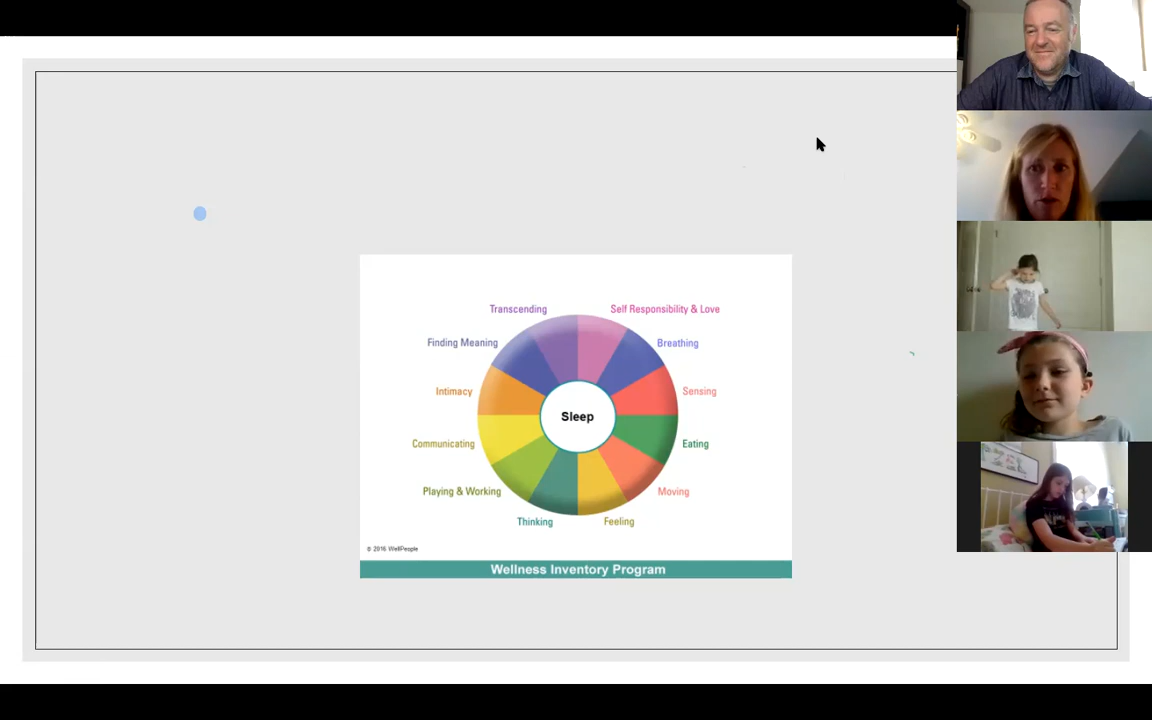 Transcending
Self Responsibility & Love
Finding Meaning
Breathing
Intimacy
Sensing
Sleep
Communicating
Eating
Playing & Working
Moving
Thinking
Feeling
© 2016 WellPeople
Wellness Inventory Program